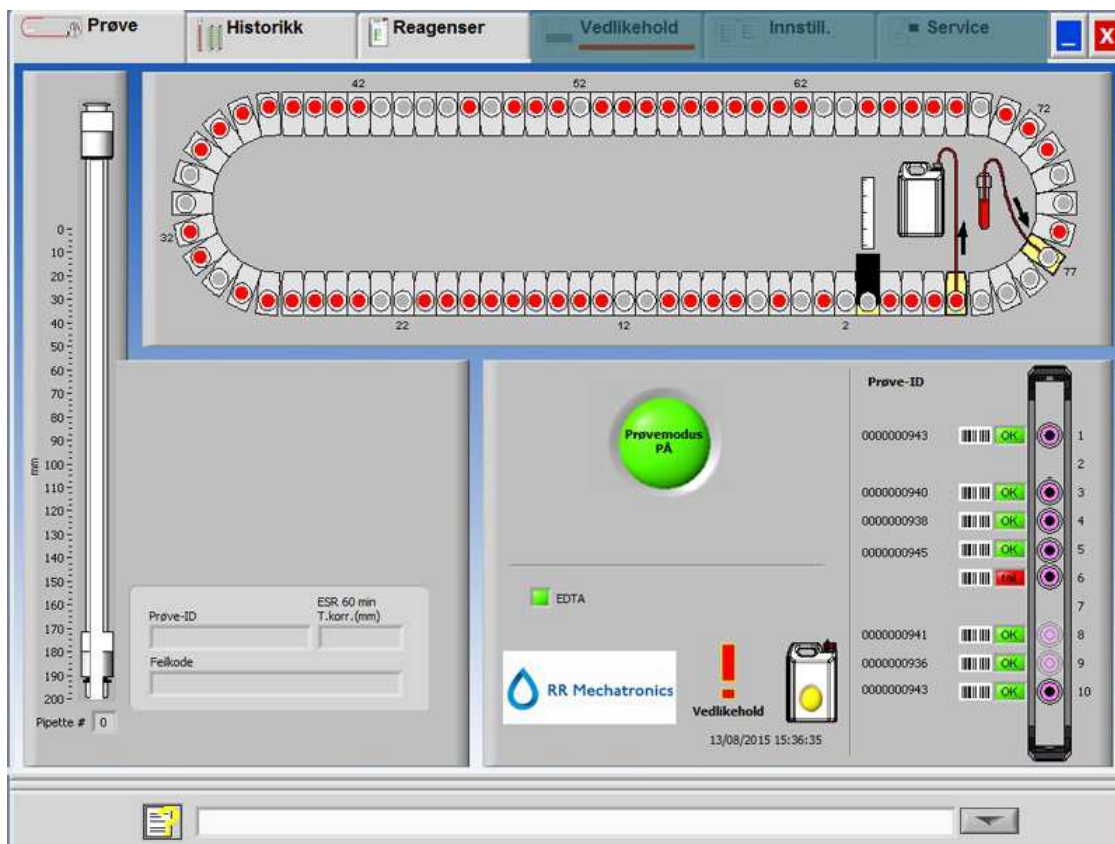 Prøve
Historikk
Reagenser
Vedlikehold
Innstill.
Service
X
42
52
62
72
32
77
22
12
2
0
10
20
30
40
50
60
70
80
90
100
110
120
130
140
150
160
170
180
190
200
mm
Pipette # 0
Prøve-ID
ESR 60 min
T.korr.(mm)
Feilkode
Prøvemodus
PÅ
EDTA
RR Mechatronics
Vedlikehold
13/08/2015 15:36:35
Prøve-ID
0000000943 OK 1
2
0000000940 OK 3
0000000938 OK 4
0000000945 OK 5
6
7
0000000941 OK 8
0000000936 OK 9
0000000943 OK 10